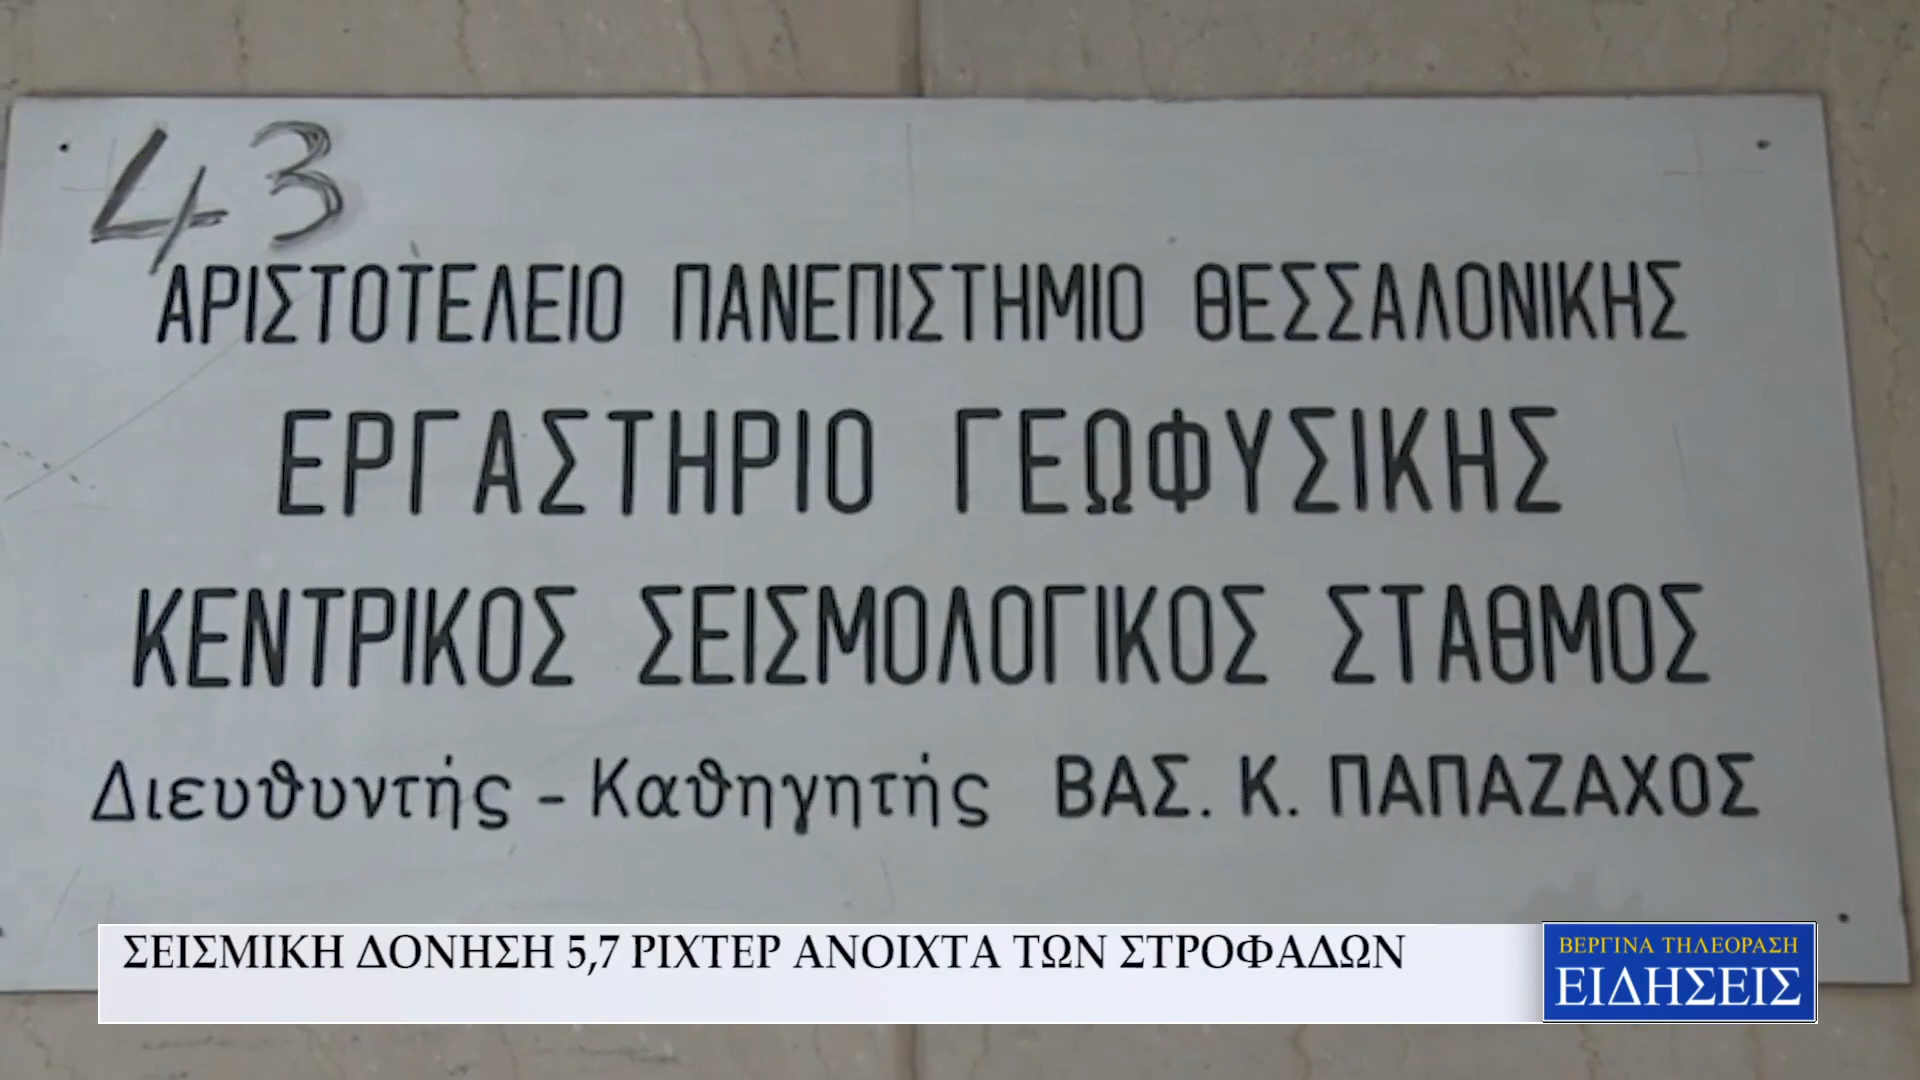 43
ΑΡΙΣΤΟΤΕΛΕΙΟ ΠΑΝΕΠΙΣΤΗΜΙΟ ΘΕΣΣΑΛΟΝΙΚΗΣ
ΕΡΓΑΣΤΗΡΙΟ ΓΕΩΦΥΣΙΚΗΣ
ΚΕΝΤΡΙΚΟΣ ΣΕΙΣΜΟΛΟΓΙΚΟΣ ΣΤΑΘΜΟΣ
Διευθυντής - Καθηγητής ΒΑΣ. Κ. ΠΑΠΑΖΑΧΟΣ
ΣΕΙΣΜΙΚΗ ΔΟΝΗΣΗ 5,7 ΡΙΧΤΕΡ ΑΝΟΙΧΤΑ ΤΩΝ ΣΤΡΟΦΑΔΩΝ
ΒΕΡΓΙΝΑ ΤΗΛΕΟΡΑΣΗ
ΕΙΔΗΣΕΙΣ